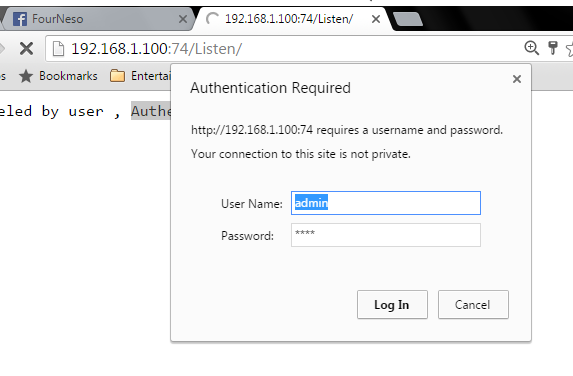 FourNeso
192.168.1.100:74/Listen/
192.168.1.100:74/Listen/
Bookmarks
Authentication Required
http://192.168.1.100:74 requires a username and password.
Your connection to this site is not private.
eled by user , Authe
User Name: admin
Password: ****
Log In Cancel